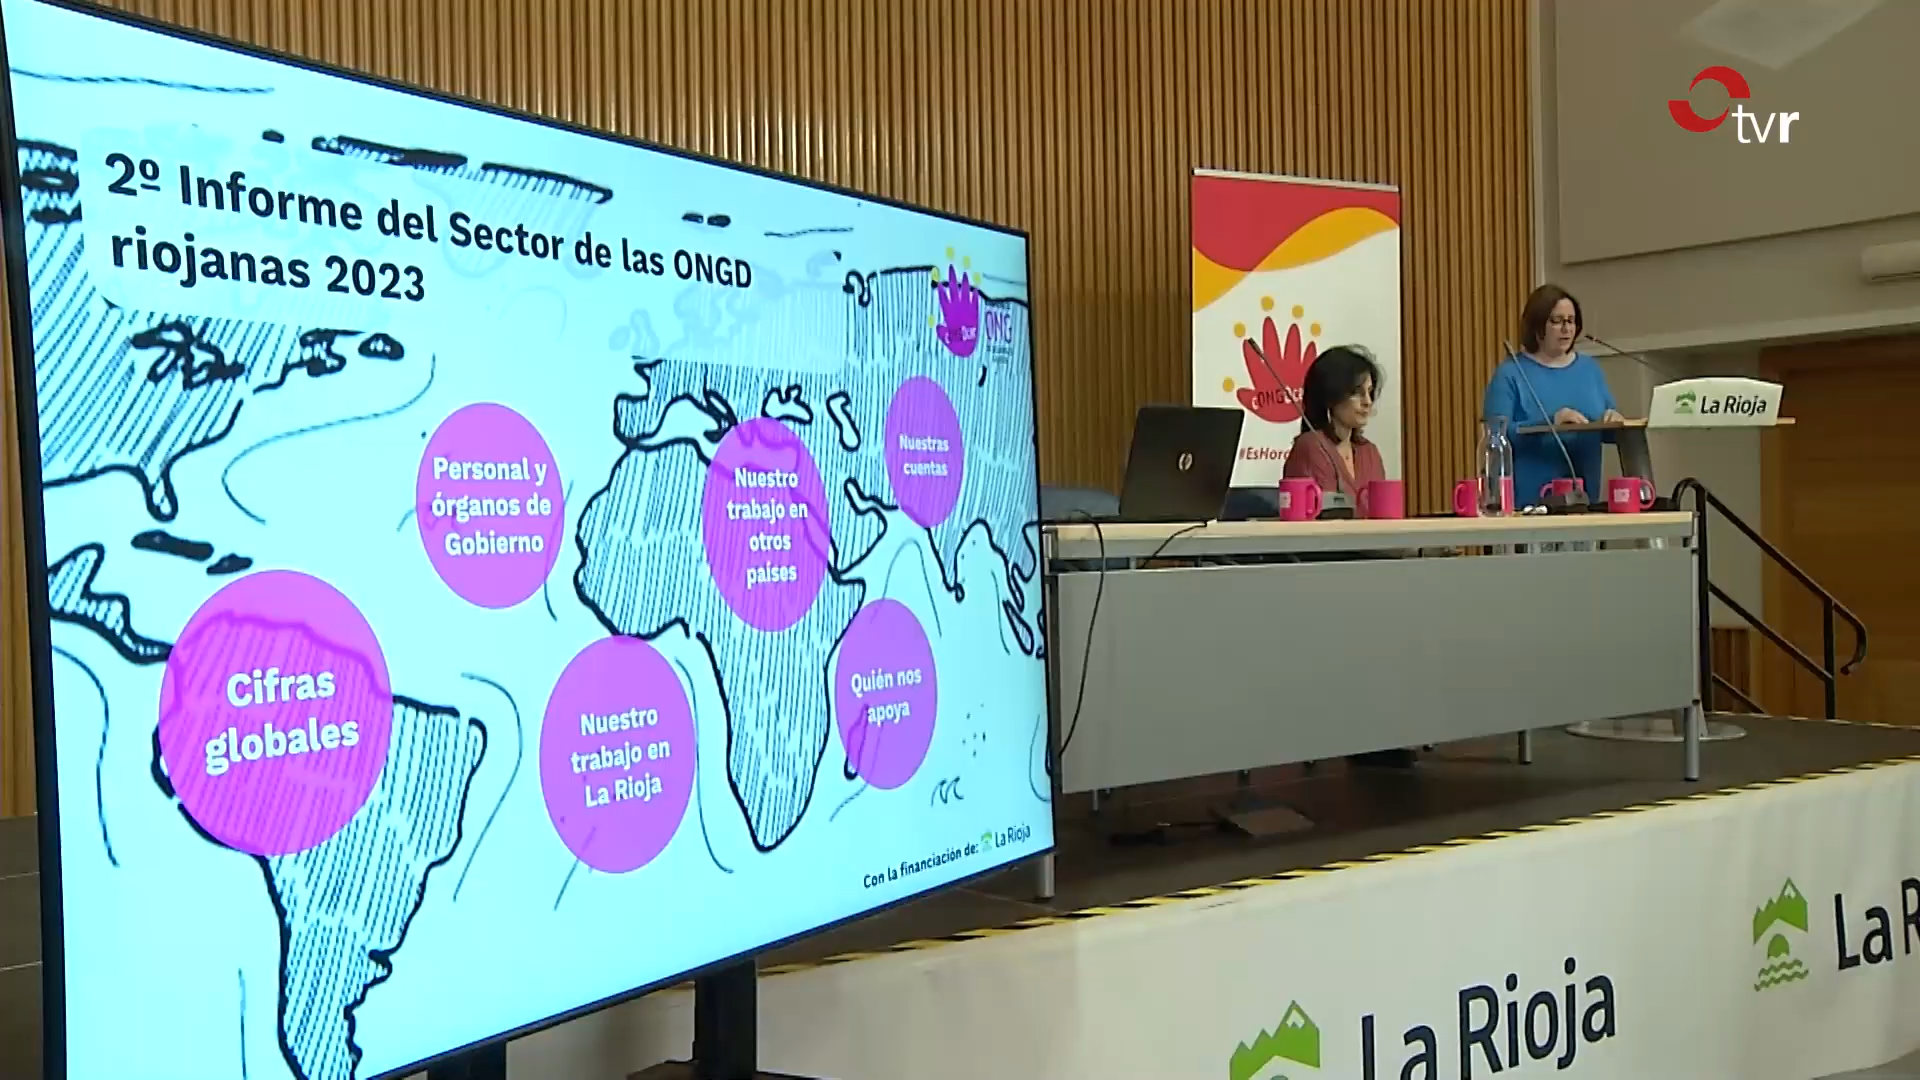 tvr
2º Informe del Sector de las ONGD
riojanas 2023
ONG
Personal y
órganos de
Gobierno
Nuestro
trabajo en
otros
países
Nuestras
cuentas
Cifras
globales
Nuestro
trabajo en
La Rioja
Quién nos
apoya
Con la financiación de: La Rioja
hp
La Rioja
La Rioja
La R